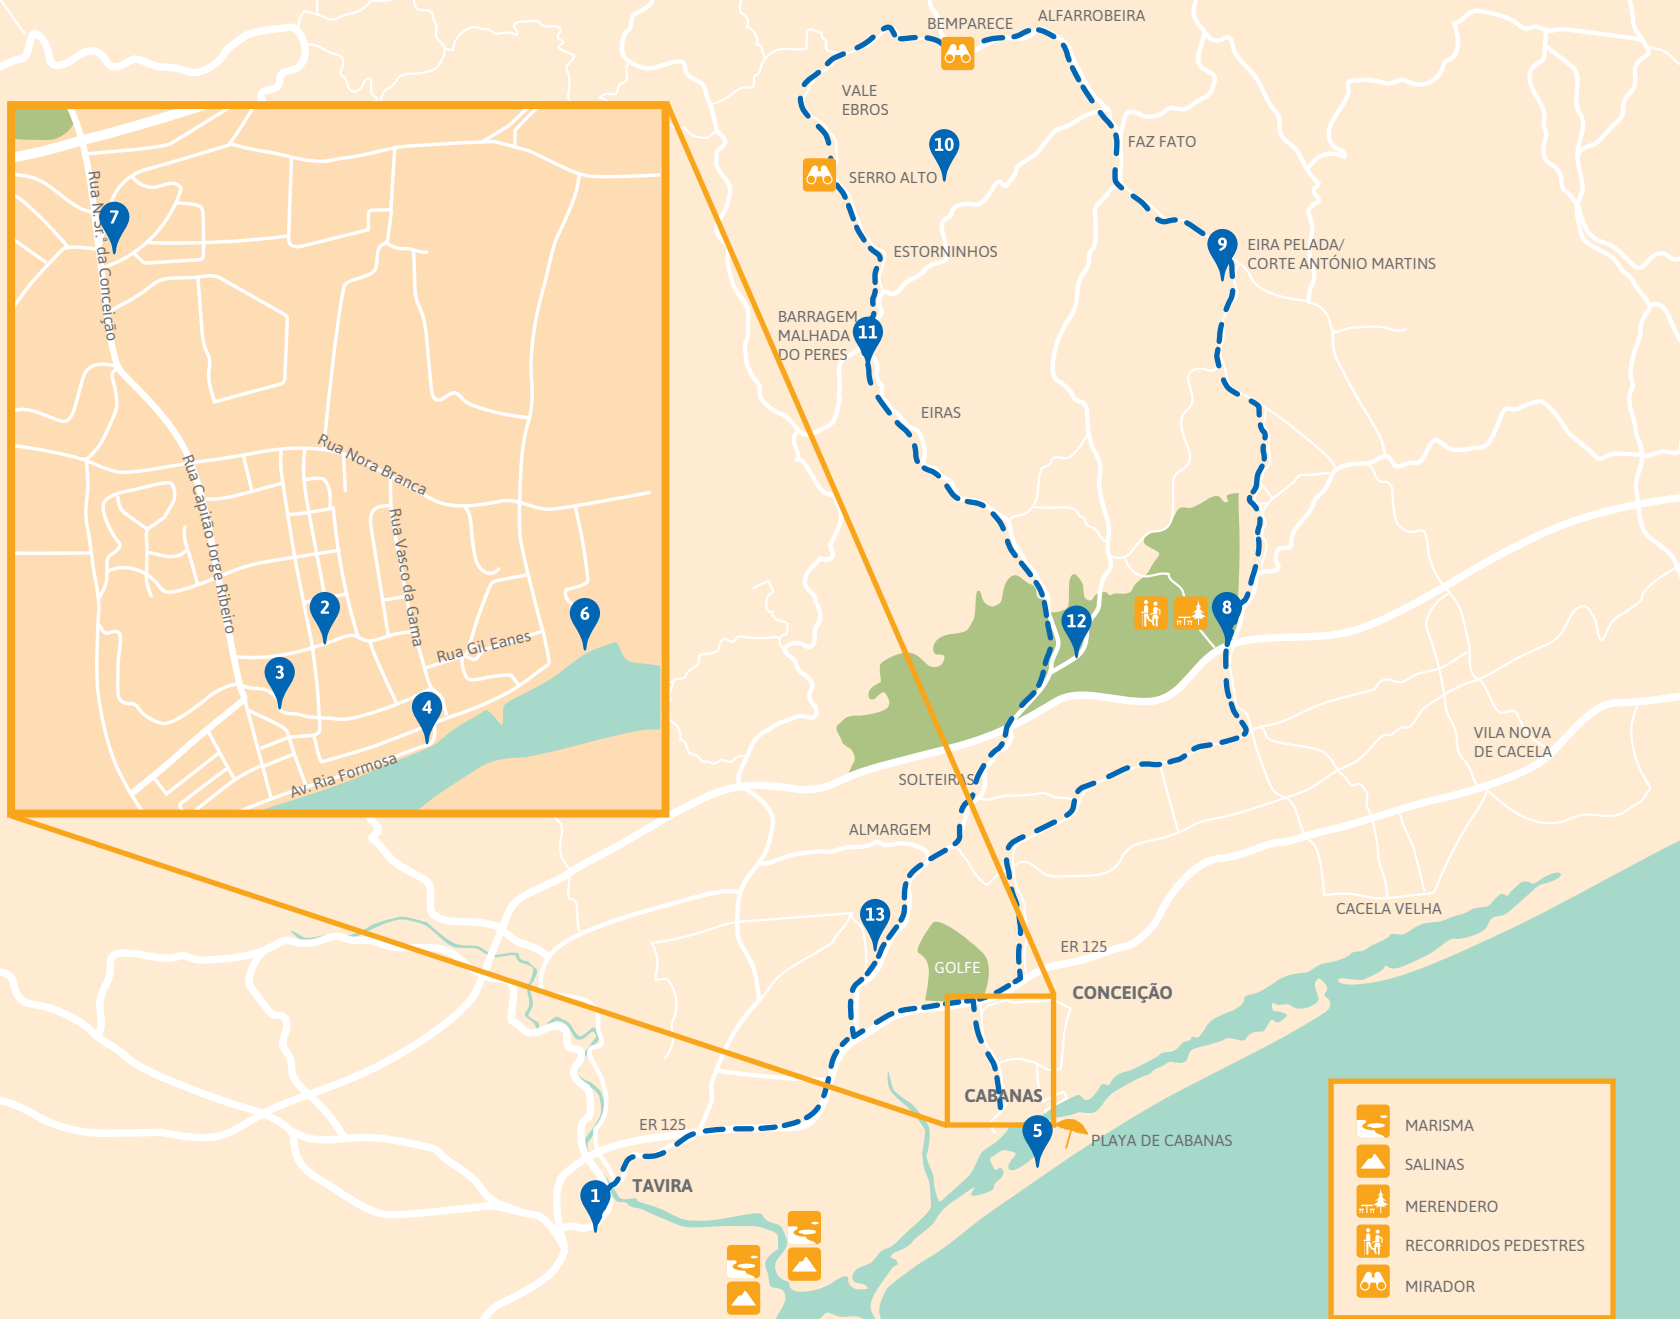 BEMPARECE
ALFARROBEIRA
VALE
EBROS
10
FAZ FATO
SERRO ALTO
9
EIRA PELADA/
CORTE ANTÓNIO MARTINS
ESTORNINHOS
BARRAGEM
MALHADA
DO PERES
11
EIRAS
7
Rua N. Sr.ª da Conceição
Rua Nora Branca
Rua Capitão Jorge Ribeiro
Rua Vasco da Gama
2
6
Rua Gil Eanes
3
4
Av. Ria Formosa
12
8
VILA NOVA
DE CACELA
SOLTEIRAS
ALMARGEM
13
CACELA VELHA
ER 125
GOLFE
CONCEIÇÃO
CABANAS
5
PLAYA DE CABANAS
ER 125
TAVIRA
1
MARISMA
SALINAS
MERENDERO
RECORRIDOS PEDESTRES
MIRADOR